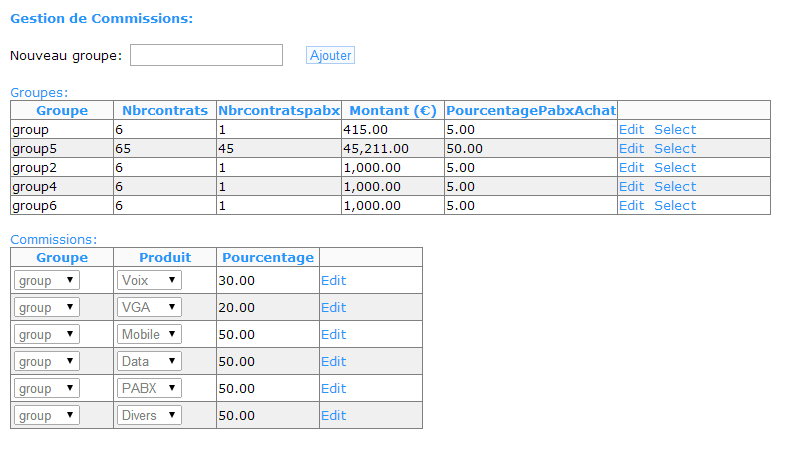 Gestion de Commissions:
Nouveau groupe: Ajouter
Groupes:
Groupe Nbrcontrats Nbrcontratspabx Montant (€) PourcentagePabxAchat
group 6 1 415.00 5.00 Edit Select
group5 65 45 45,211.00 50.00 Edit Select
group2 6 1 1,000.00 5.00 Edit Select
group4 6 1 1,000.00 5.00 Edit Select
group6 6 1 1,000.00 5.00 Edit Select
Commissions:
Groupe Produit Pourcentage
group Voix 30.00 Edit
group VGA 20.00 Edit
group Mobile 50.00 Edit
group Data 50.00 Edit
group PABX 50.00 Edit
group Divers 50.00 Edit